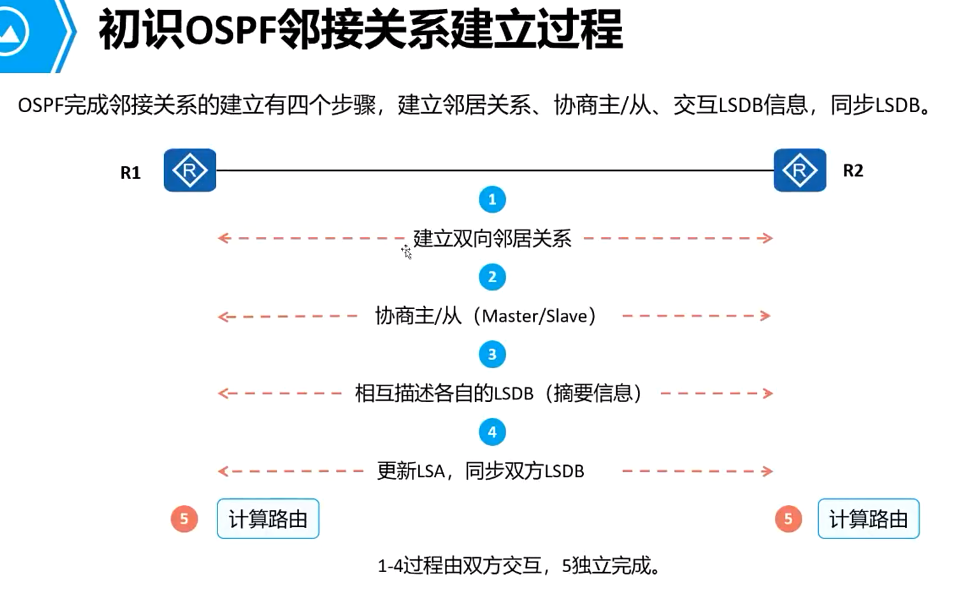 初识OSPF邻接关系建立过程
OSPF完成邻接关系的建立有四个步骤，建立邻居关系、协商主/从、交互LSDB信息，同步LSDB。
R1
R
R
R2
1
建立双向邻居关系
2
协商主/从（Master/Slave）
3
相互描述各自的LSDB（摘要信息）
4
更新LSA，同步双方LSDB
5 计算路由
5 计算路由
1-4过程由双方交互，5独立完成。